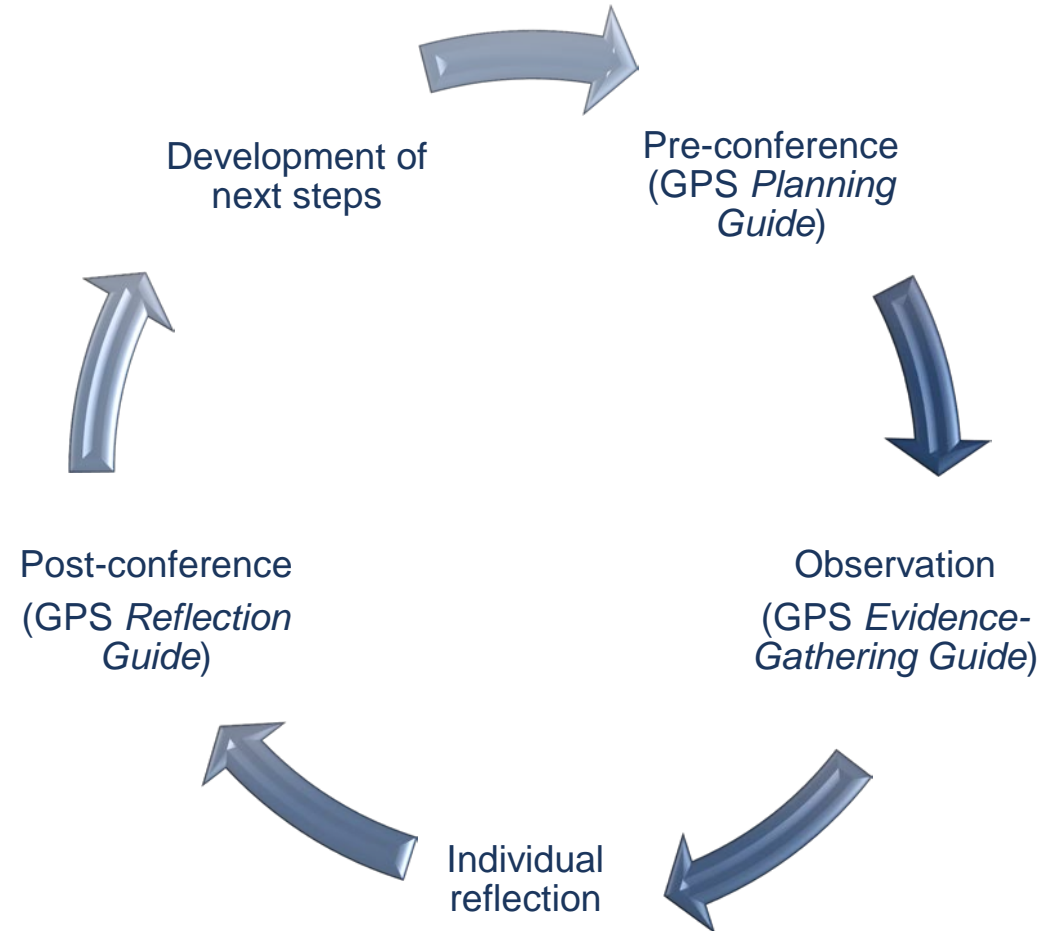 Development of
next steps
Pre-conference
(GPS Planning
Guide)
Observation
(GPS Evidence-
Gathering Guide)
Individual
reflection
Post-conference
(GPS Reflection
Guide)